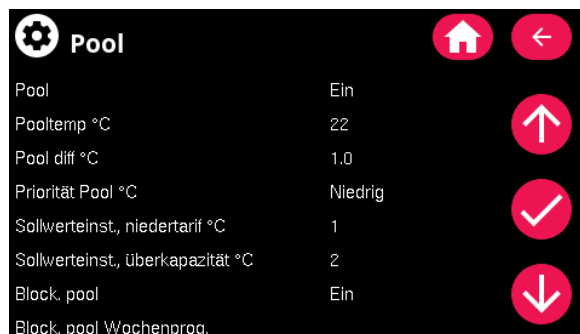 Pool
Pool Ein
Pooltemp °C 22
Pool diff °C 1.0
Priorität Pool °C Niedrig
Sollwerteinst., niedertarif °C 1
Sollwerteinst., überkapazität °C 2
Block. pool Ein
Block. pool Wochenprog.